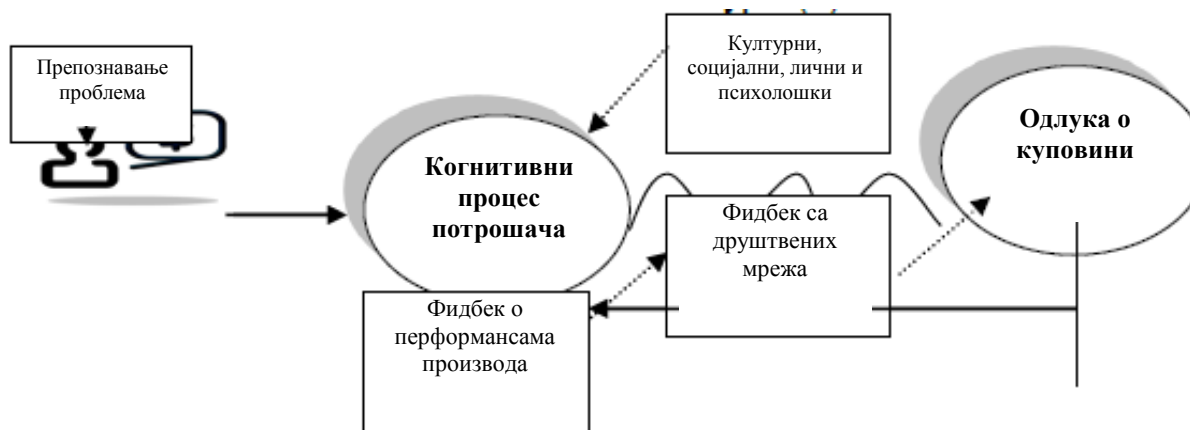 Препознавање
проблема
Културни,
социјални, лични и
психолошки
Одлука о
куповини
Когнитивни
процес
потрошача
Фидбек са
друштвених
мрежа
Фидбек о
перформансама
производа